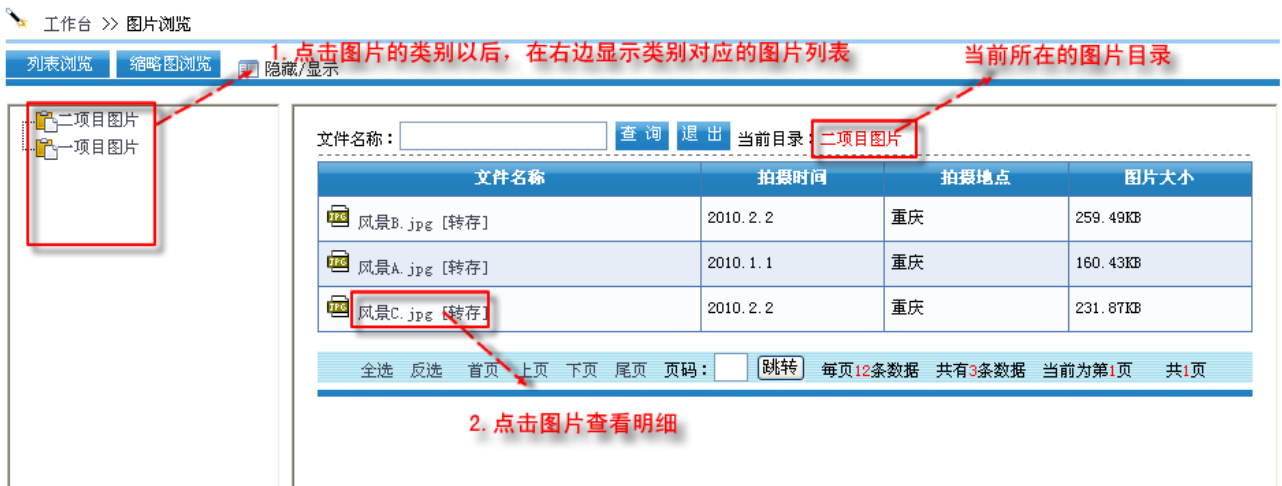 工作台 >> 图片浏览
1. 点击图片的类别以后，在右边显示类别对应的图片列表
当前所在的图片目录
列表浏览 缩略图浏览 隐藏/显示
二项目图片
一项目图片
文件名称： 查 询 退 出 当前目录：二项目图片
文件名称 拍摄时间 拍摄地点 图片大小
风景B.jpg [转存] 2010.2.2 重庆 259.49KB
风景A.jpg [转存] 2010.1.1 重庆 160.43KB
风景C.jpg [转存] 2010.2.2 重庆 231.87KB
全选 反选 首页 上页 下页 尾页 页码： 跳转 每页12条数据 共有3条数据 当前为第1页 共1页
2. 点击图片查看明细